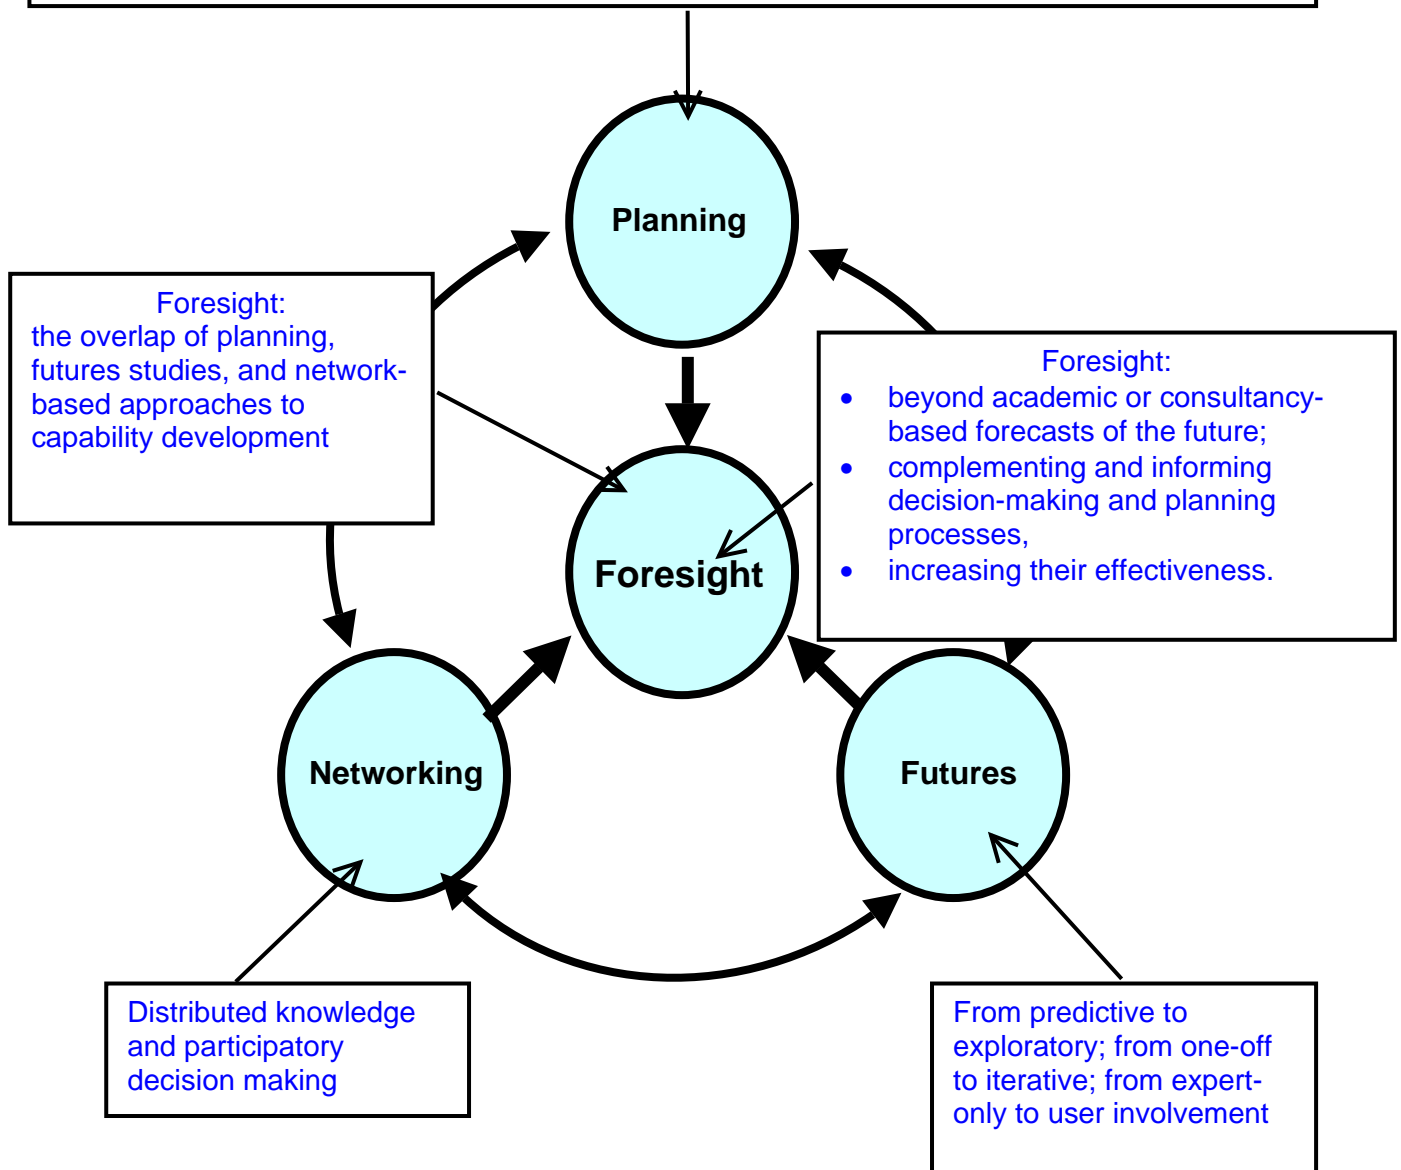 Planning
Foresight:
the overlap of planning,
futures studies, and network-
based approaches to
capability development
Foresight:
• beyond academic or consultancy-
based forecasts of the future;
• complementing and informing
decision-making and planning
processes,
• increasing their effectiveness.
Foresight
Networking
Futures
Distributed knowledge
and participatory
decision making
From predictive to
exploratory; from one-off
to iterative; from expert-
only to user involvement